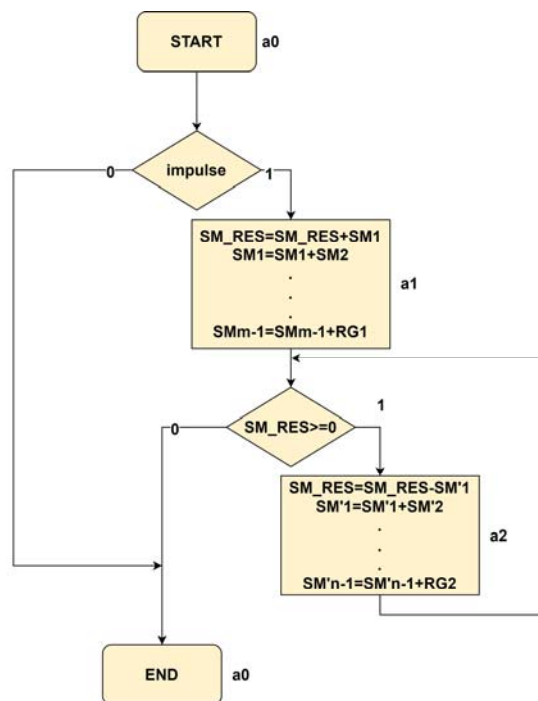 START
a0
impulse
0
1
SM_RES=SM_RES+SM1
SM1=SM1+SM2
.
.
.
SMm-1=SMm-1+RG1
a1
SM_RES>=0
0
1
SM_RES=SM_RES-SM'1
SM'1=SM'1+SM'2
.
.
.
SM'n-1=SM'n-1+RG2
a2
END
a0